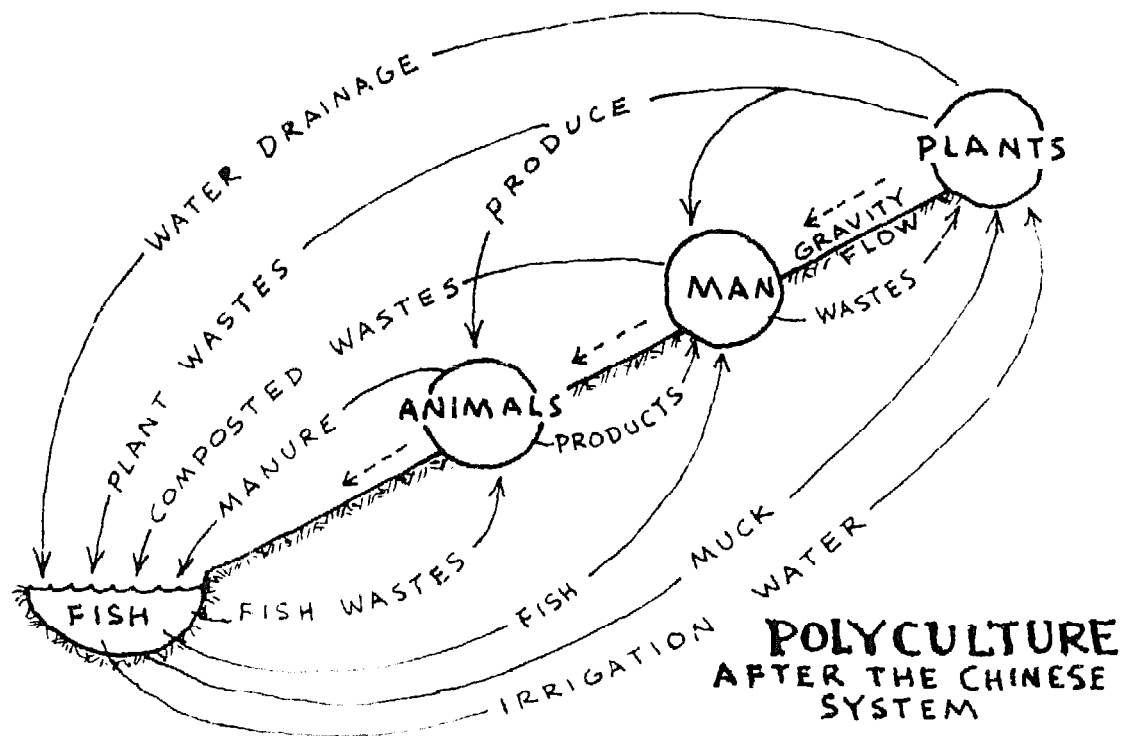 WATER DRAINAGE
PRODUCE
PLANTS
PLANT WASTES
GRAVITY
FLOW
COMPOSTED WASTES
MAN
WASTES
MANURE
ANIMALS
PRODUCTS
FISH
FISH WASTES
FISH
MUCK
IRRIGATION WATER
POLYCULTURE
AFTER THE CHINESE
SYSTEM